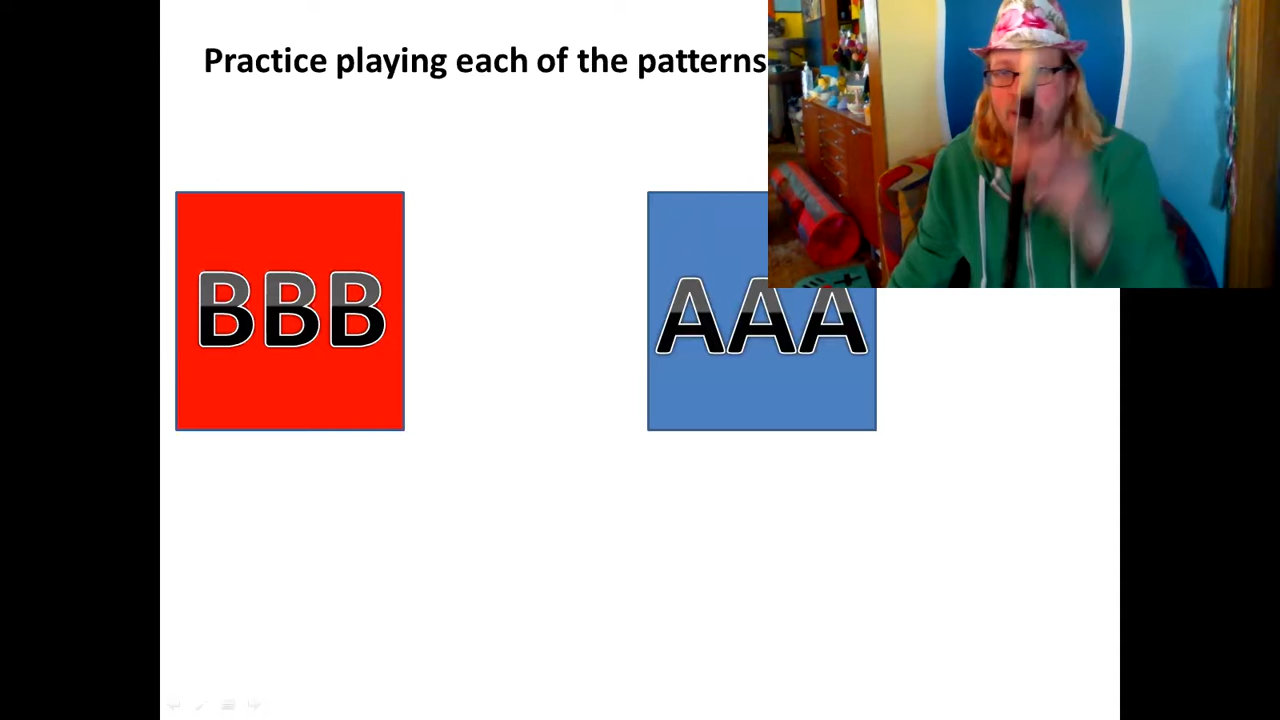 Practice playing each of the patterns
BBB
AAA